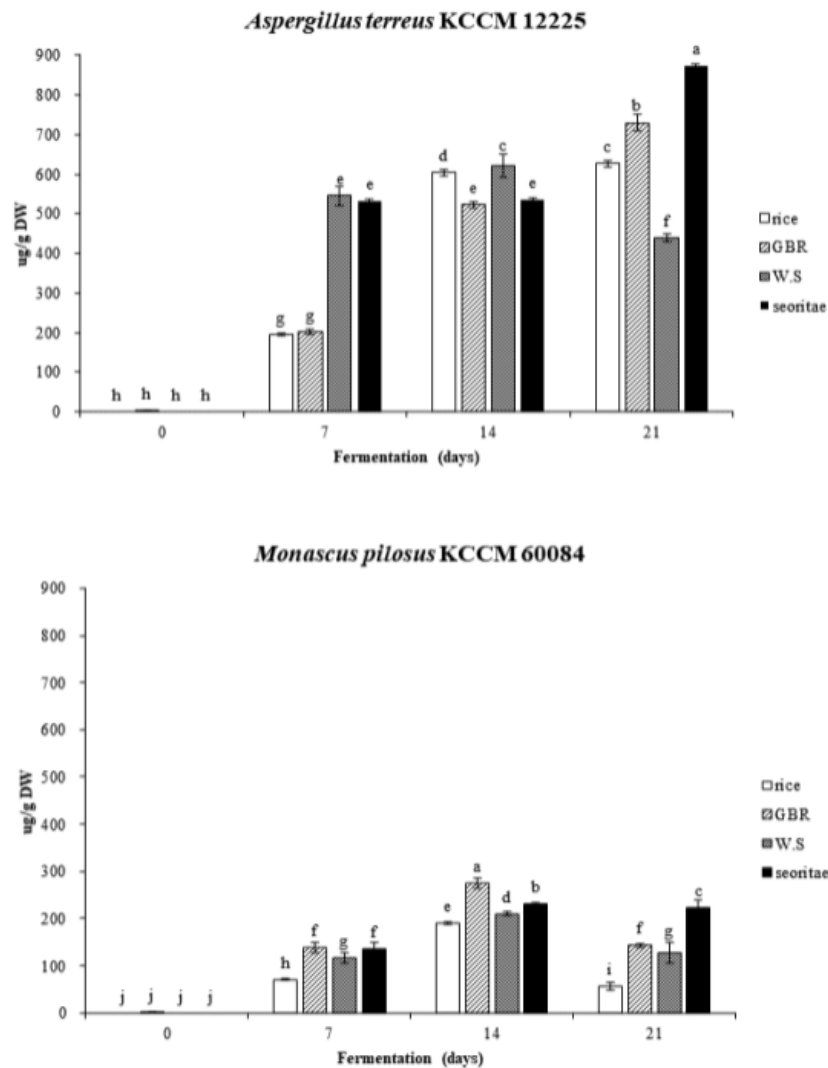 Aspergillus terreus KCCM 12225
900
800
700
600
500
400
300
200
100
0
ug/g DW
h h h h
g g e e
d e c e
c b f a
0 7 14 21
Fermentation (days)
rice
GBR
W.S
seoritae
Monascus pilosus KCCM 60084
900
800
700
600
500
400
300
200
100
0
ug/g DW
j j j j
h f g f
e a d b
i f g c
0 7 14 21
Fermentation (days)
rice
GBR
W.S
seoritae